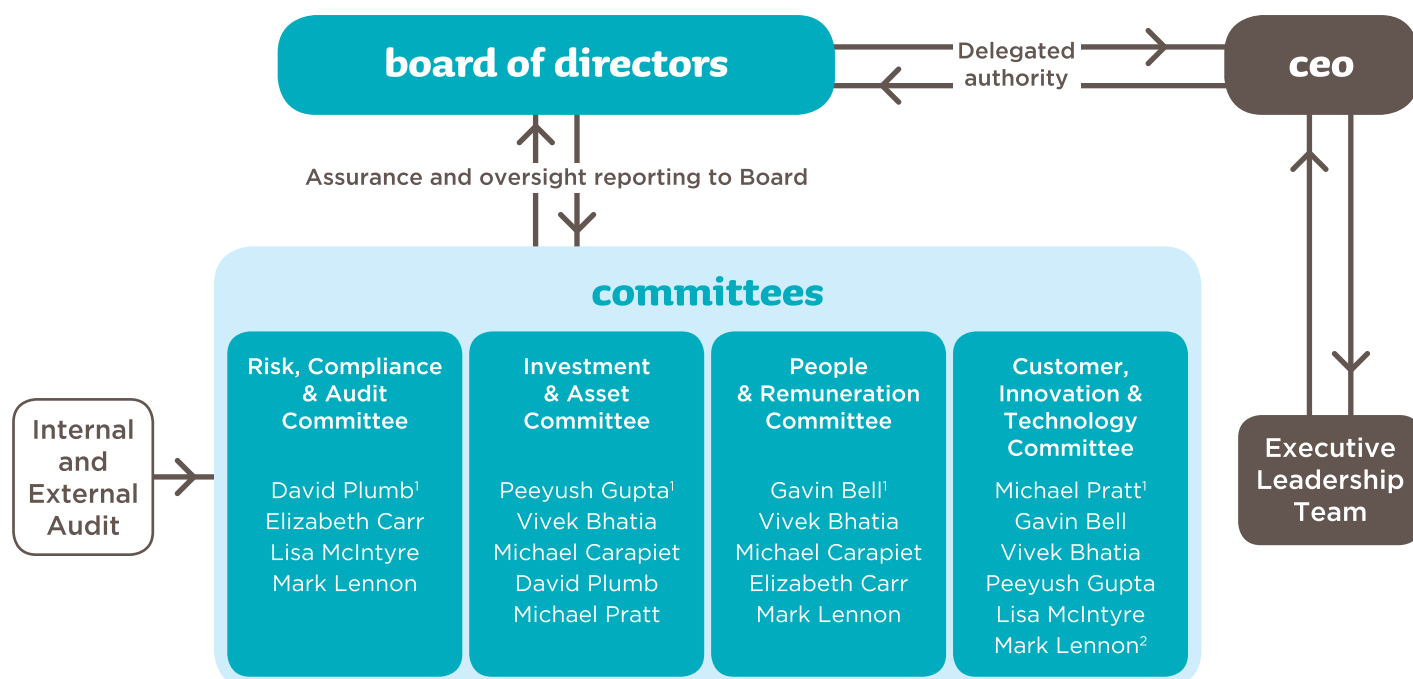 board of directors
Delegated
authority
ceo
Assurance and oversight reporting to Board
committees
Risk, Compliance
& Audit
Committee
David Plumb¹
Elizabeth Carr
Lisa McIntyre
Mark Lennon
Investment
& Asset
Committee
Peeyush Gupta¹
Vivek Bhatia
Michael Carapiet
David Plumb
Michael Pratt
People
& Remuneration
Committee
Gavin Bell¹
Vivek Bhatia
Michael Carapiet
Elizabeth Carr
Mark Lennon
Customer,
Innovation &
Technology
Committee
Michael Pratt¹
Gavin Bell
Vivek Bhatia
Peeyush Gupta
Lisa McIntyre
Mark Lennon²
Internal
and
External
Audit
Executive
Leadership
Team